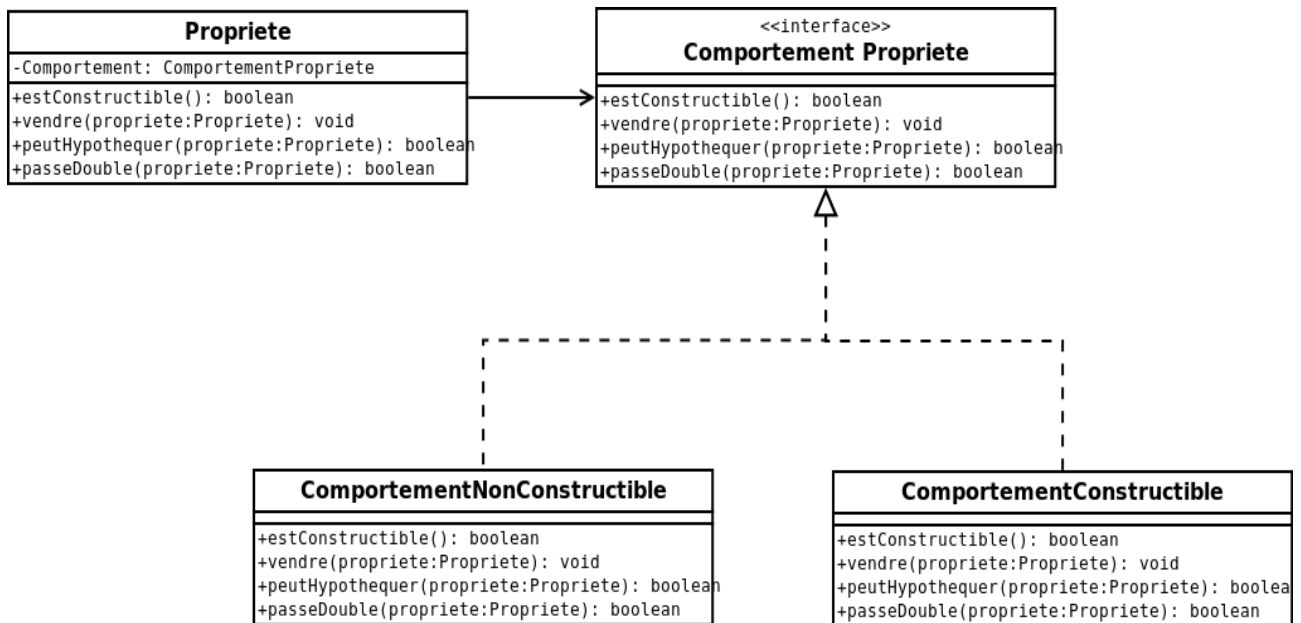 Propriete
-Comportement: ComportementPropriete
+estConstructible(): boolean
+vendre(propriete:Propriete): void
+peutHypothequer(propriete:Propriete): boolean
+passeDouble(propriete:Propriete): boolean
<<interface>>
Comportement Propriete
+estConstructible(): boolean
+vendre(propriete:Propriete): void
+peutHypothequer(propriete:Propriete): boolean
+passeDouble(propriete:Propriete): boolean
ComportementNonConstructible
+estConstructible(): boolean
+vendre(propriete:Propriete): void
+peutHypothequer(propriete:Propriete): boolean
+passeDouble(propriete:Propriete): boolean
ComportementConstructible
+estConstructible(): boolean
+vendre(propriete:Propriete): void
+peutHypothequer(propriete:Propriete): boolea
+passeDouble(propriete:Propriete): boolean